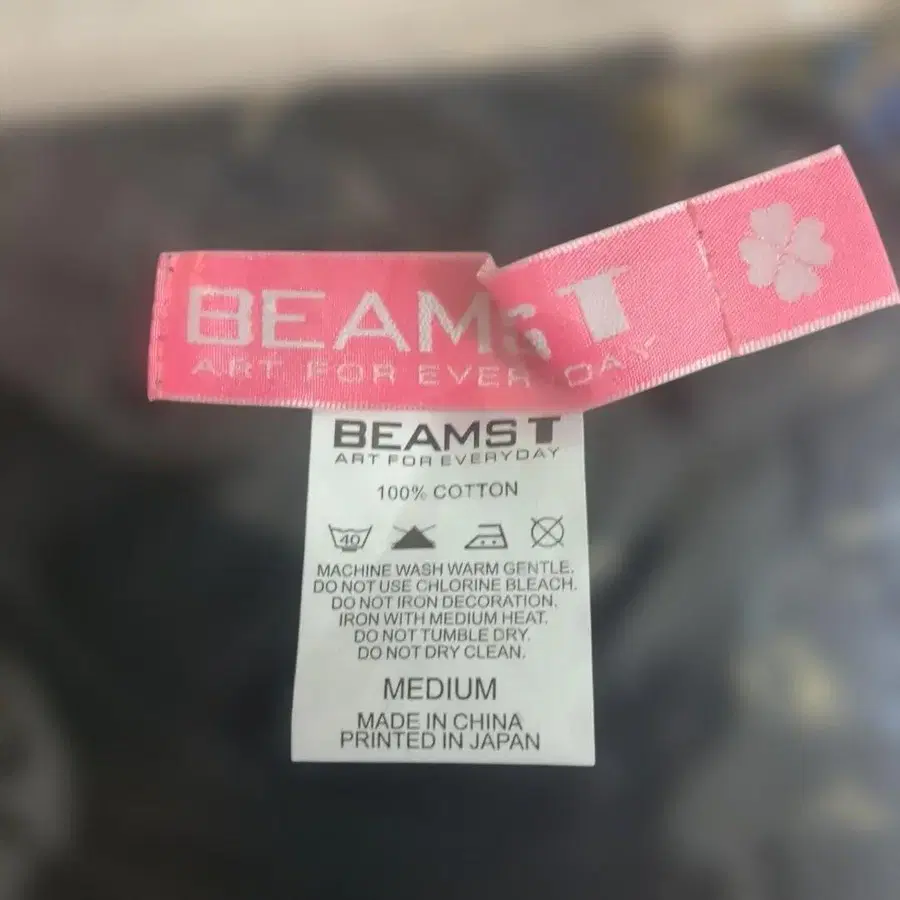 BEAMS T
ART FOR EVERYDAY
BEAMS T
ART FOR EVERYDAY
100% COTTON
40
MACHINE WASH WARM GENTLE.
DO NOT USE CHLORINE BLEACH.
DO NOT IRON DECORATION.
IRON WITH MEDIUM HEAT.
DO NOT TUMBLE DRY.
DO NOT DRY CLEAN.
MEDIUM
MADE IN CHINA
PRINTED IN JAPAN